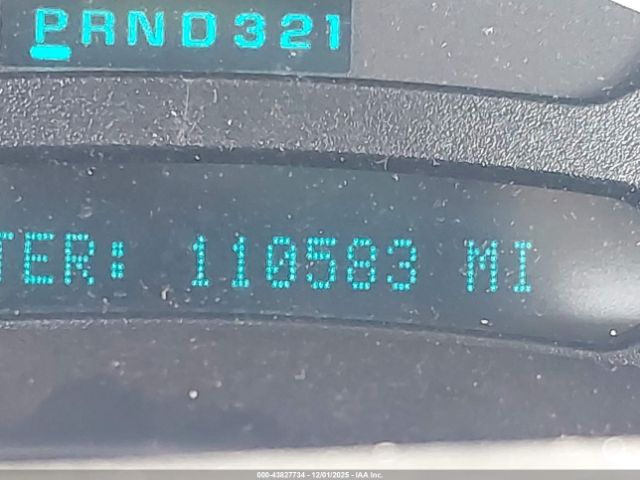 PRND321
TER: 110583 MI
000-43827734 - 12/01/2025 - IAA Inc.